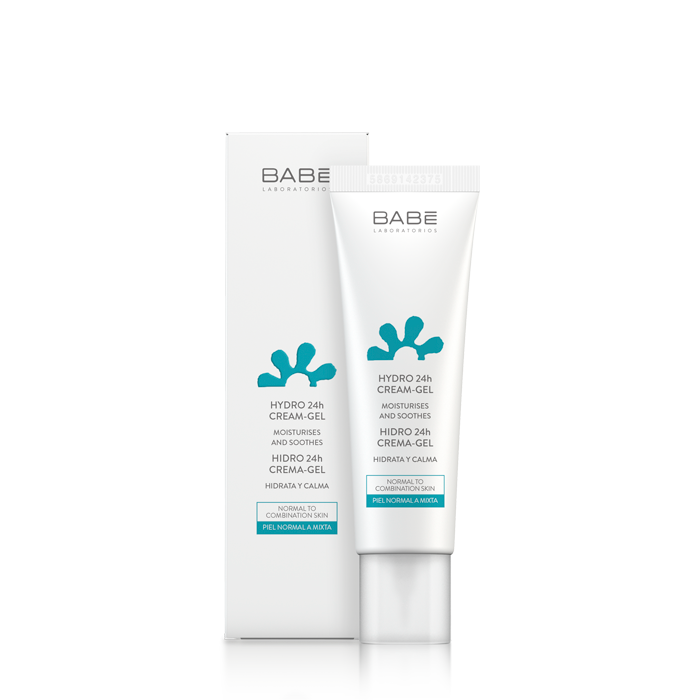 BABĒ
LABORATORIOS
HYDRO 24h
CREAM-GEL
MOISTURISES
AND SOOTHES
HIDRO 24h
CREMA-GEL
HIDRATA Y CALMA
NORMAL TO
COMBINATION SKIN
PIEL NORMAL A MIXTA
BABĒ
LABORATORIOS
HYDRO 24h
CREAM-GEL
MOISTURISES
AND SOOTHES
HIDRO 24h
CREMA-GEL
HIDRATA Y CALMA
NORMAL TO
COMBINATION SKIN
PIEL NORMAL A MIXTA